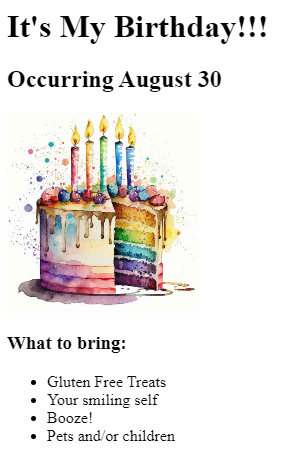 It's My Birthday!!!
Occurring August 30
What to bring:
Gluten Free Treats
Your smiling self
Booze!
Pets and/or children